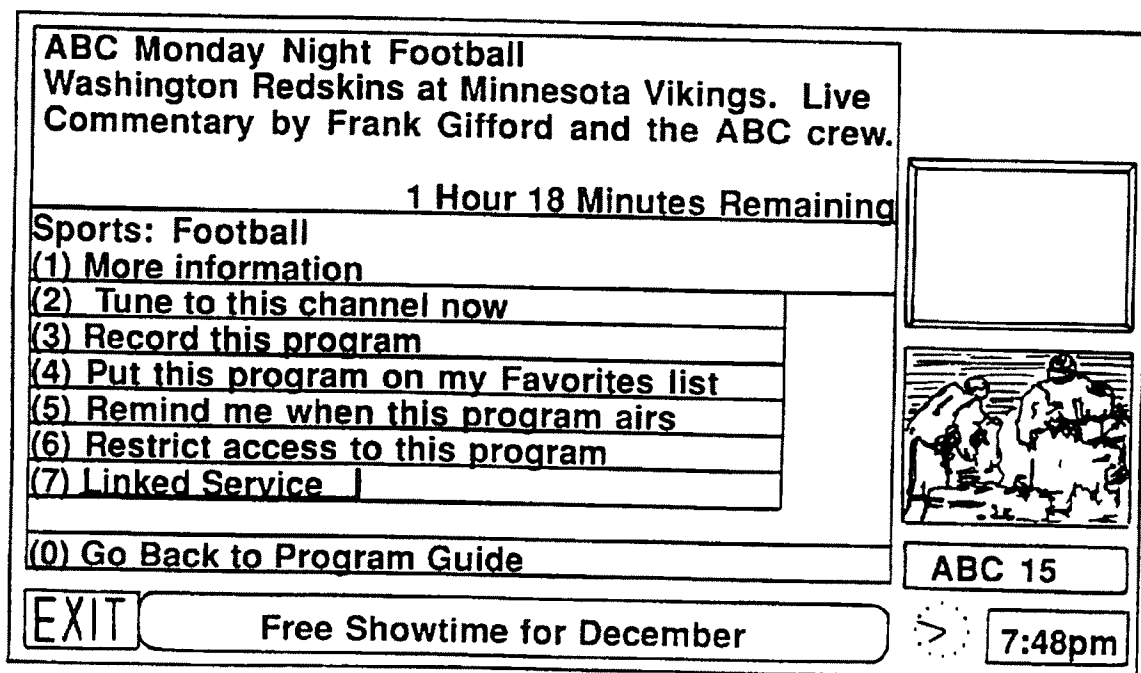 ABC Monday Night Football
Washington Redskins at Minnesota Vikings. Live
Commentary by Frank Gifford and the ABC crew.
1 Hour 18 Minutes Remaining
Sports: Football
(1) More information
(2) Tune to this channel now
(3) Record this program
(4) Put this program on my Favorites list
(5) Remind me when this program airs
(6) Restrict access to this program
(7) Linked Service
(0) Go Back to Program Guide
ABC 15
EXIT
Free Showtime for December
7:48pm